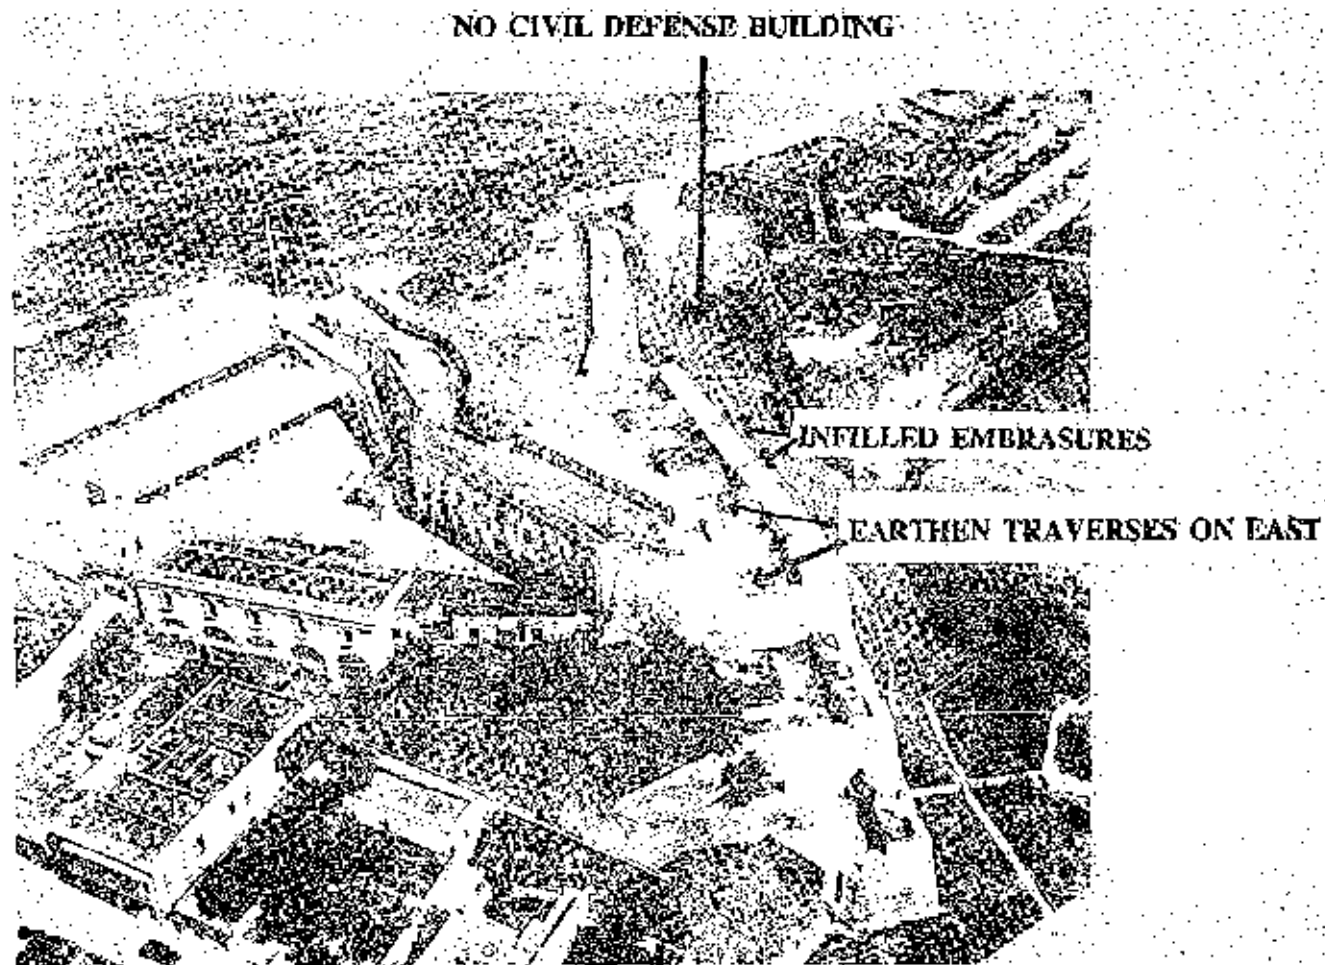 NO CIVIL DEFENSE BUILDING
INFILLED EMBRASURES
EARTHEN TRAVERSES ON EAST